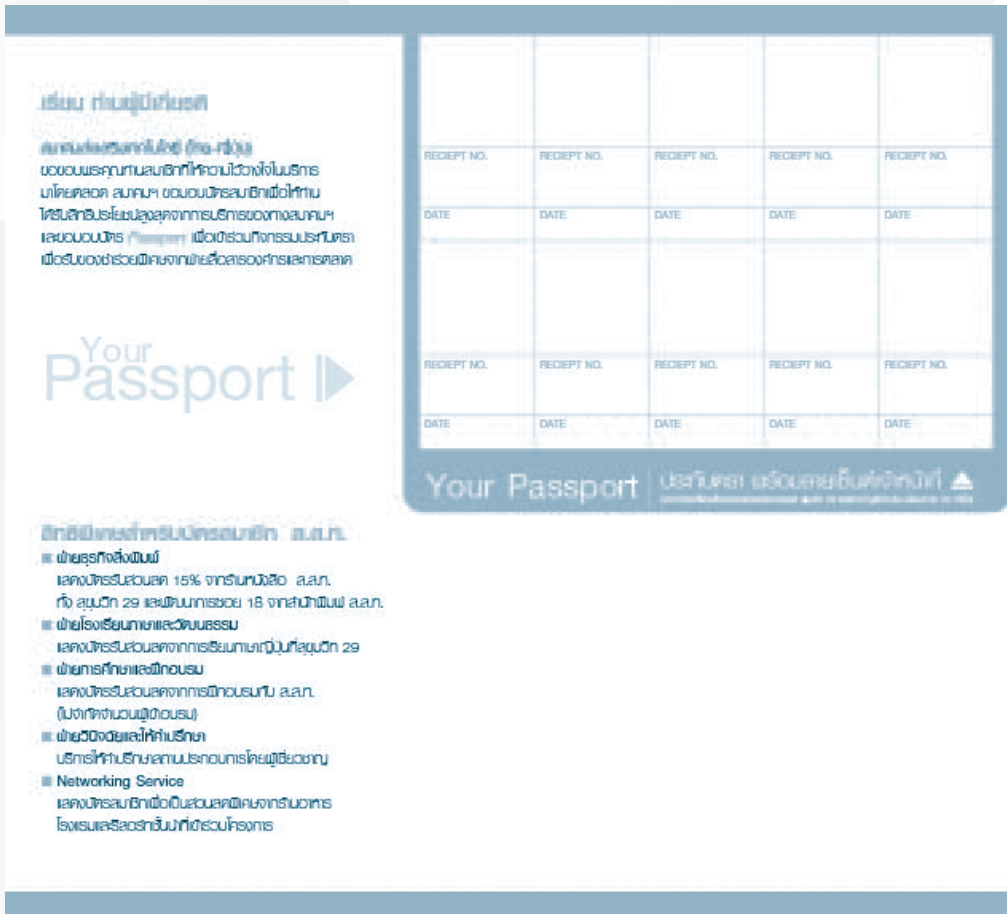 เรียน ท่านผู้มีเกียรติ
สมาคมส่งเสริมเทคโนโลยี (ไทย-ญี่ปุ่น)
ขอขอบพระคุณท่านสมาชิกที่ให้ความไว้วางใจในบริการ
มาโดยตลอด สมาคมฯ ขอมอบบัตรสมาชิกเพื่อให้ท่าน
ได้รับสิทธิประโยชน์สูงสุดจากการบริการของทางสมาคมฯ
และขอมอบบัตร Passport เพื่อเข้าร่วมกิจกรรมประทับตรา
เพื่อรับของชำร่วยพิเศษจากฝ่ายสื่อสารองค์กรและการตลาด
Your
Passport
RECIEPT NO. RECIEPT NO. RECIEPT NO. RECIEPT NO. RECIEPT NO.
DATE DATE DATE DATE DATE
RECIEPT NO. RECIEPT NO. RECIEPT NO. RECIEPT NO. RECIEPT NO.
DATE DATE DATE DATE DATE
Your Passport ประทับตรา พร้อมลายเซ็นต์เจ้าหน้าที่
สิทธิพิเศษสำหรับบัตรสมาชิก ส.ส.ท.
ฝ่ายธุรกิจสิ่งพิมพ์
แสดงบัตรรับส่วนลด 15% จากร้านหนังสือ ส.ส.ท.
ทั้ง สุขุมวิท 29 และพัฒนาการซอย 18 จากสำนักพิมพ์ ส.ส.ท.
ฝ่ายโรงเรียนภาษาและวัฒนธรรม
แสดงบัตรรับส่วนลดจากการเรียนภาษาญี่ปุ่นที่สุขุมวิท 29
ฝ่ายการศึกษาและฝึกอบรม
แสดงบัตรรับส่วนลดจากการฝึกอบรมกับ ส.ส.ท.
(ไม่จำกัดจำนวนผู้เข้าอบรม)
ฝ่ายวินิจฉัยและให้คำปรึกษา
บริการให้คำปรึกษาสถานประกอบการโดยผู้เชี่ยวชาญ
Networking Service
แสดงบัตรสมาชิกเพื่อเป็นส่วนลดพิเศษจากร้านอาหาร
โรงแรมและรีสอร์ทชั้นนำที่เข้าร่วมโครงการ